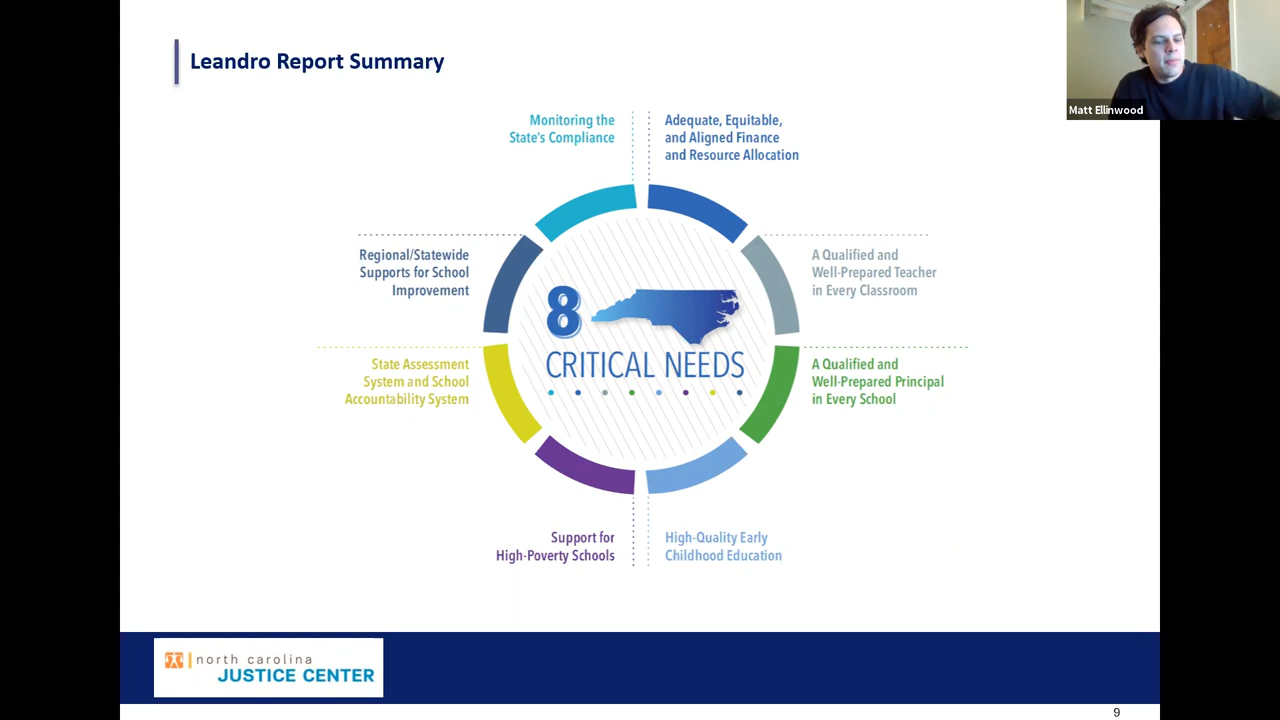 Leandro Report Summary
Matt Ellinwood
Monitoring the
State's Compliance
Adequate, Equitable,
and Aligned Finance
and Resource Allocation
Regional/Statewide
Supports for School
Improvement
A Qualified and
Well-Prepared Teacher
in Every Classroom
8
CRITICAL NEEDS
State Assessment
System and School
Accountability System
A Qualified and
Well-Prepared Principal
in Every School
Support for
High-Poverty Schools
High-Quality Early
Childhood Education
north carolina
JUSTICE CENTER
9